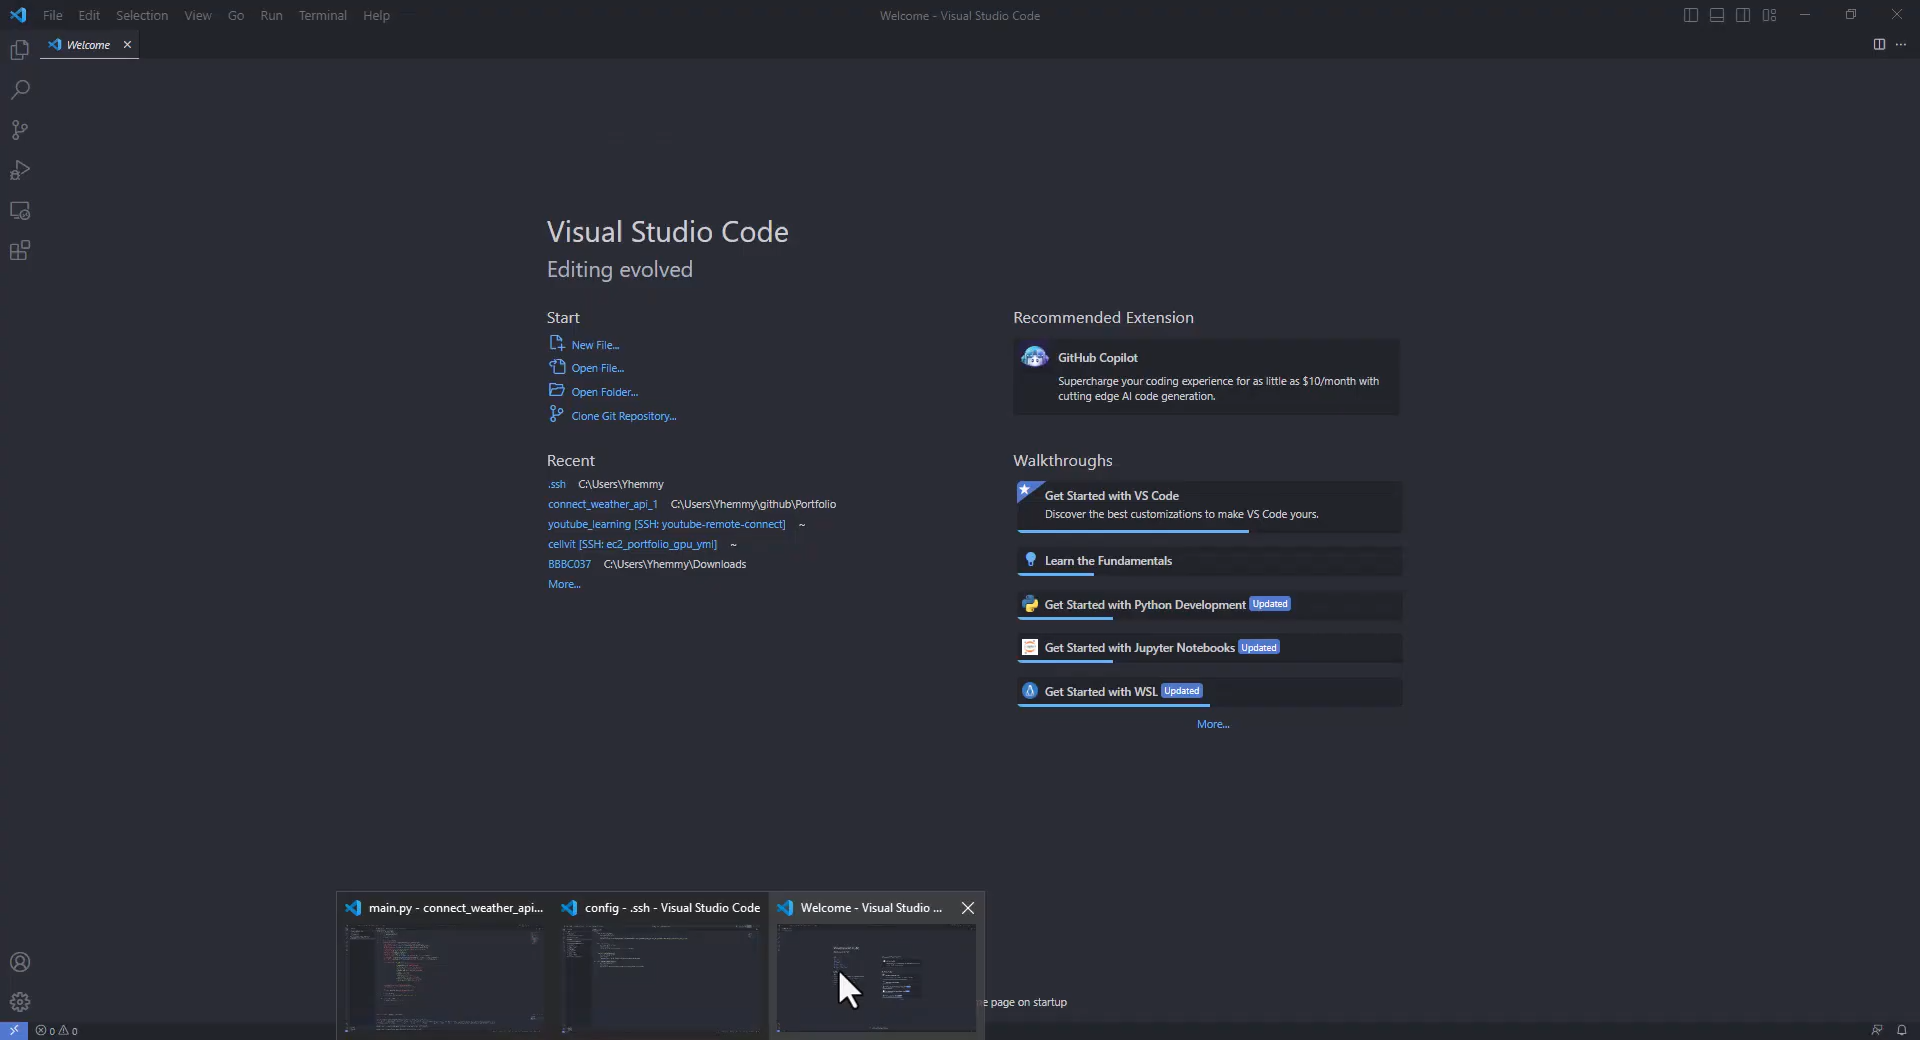 File Edit Selection View Go Run Terminal Help
Welcome - Visual Studio Code
Welcome
Visual Studio Code
Editing evolved
Start
New File...
Open File...
Open Folder...
Clone Git Repository...
Recent
.ssh C:\Users\Yhemmy
connect_weather_api_1 C:\Users\Yhemmy\github\Portfolio
youtube_learning [SSH: youtube-remote-connect] ~
cellvit [SSH: ec2_portfolio_gpu_yml] ~
BBBC037 C:\Users\Yhemmy\Downloads
More...
Recommended Extension
GitHub Copilot
Supercharge your coding experience for as little as $10/month with
cutting edge AI code generation.
Walkthroughs
Get Started with VS Code
Discover the best customizations to make VS Code yours.
Learn the Fundamentals
Get Started with Python Development Updated
Get Started with Jupyter Notebooks Updated
Get Started with WSL Updated
More...
main.py - connect_weather_api...
config - .ssh - Visual Studio Code
Welcome - Visual Studio ...
page on startup
0 0